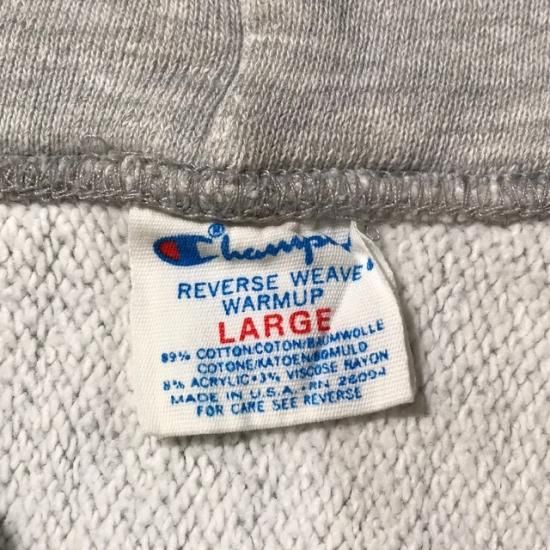 Champion®
REVERSE WEAVE®
WARMUP
LARGE
89% COTTON/COTON/BAUMWOLLE
COTONE/KATOEN/BOMULD
8% ACRYLIC • 3% VISCOSE RAYON
MADE IN U.S.A. RN 26094
FOR CARE SEE REVERSE